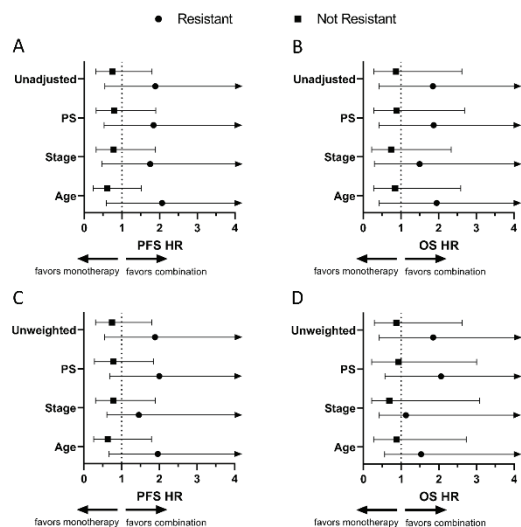 Resistant Not Resistant
A B
Unadjusted Unadjusted
PS PS
Stage Stage
Age Age
0 1 2 3 4 0 1 2 3 4
PFS HR OS HR
favors monotherapy favors combination favors monotherapy favors combination
C D
Unweighted Unweighted
PS PS
Stage Stage
Age Age
0 1 2 3 4 0 1 2 3 4
PFS HR OS HR
favors monotherapy favors combination favors monotherapy favors combination